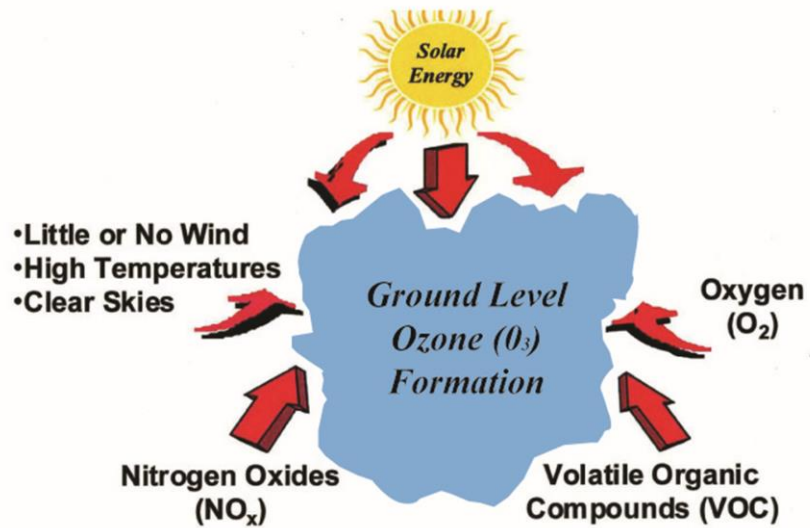 Solar
Energy
•Little or No Wind
•High Temperatures
•Clear Skies
Ground Level
Ozone (0₃)
Formation
Oxygen
(O₂)
Nitrogen Oxides
(NOₓ)
Volatile Organic
Compounds (VOC)